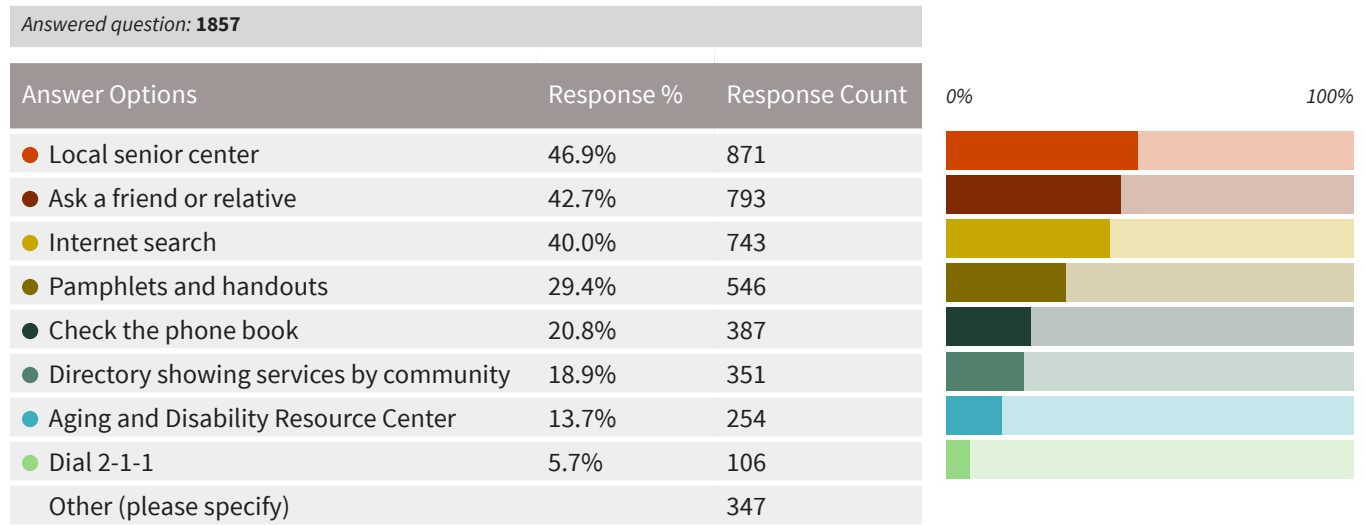 Answered question: 1857
Answer Options Response % Response Count 0% 100%
Local senior center 46.9% 871
Ask a friend or relative 42.7% 793
Internet search 40.0% 743
Pamphlets and handouts 29.4% 546
Check the phone book 20.8% 387
Directory showing services by community 18.9% 351
Aging and Disability Resource Center 13.7% 254
Dial 2-1-1 5.7% 106
Other (please specify) 347